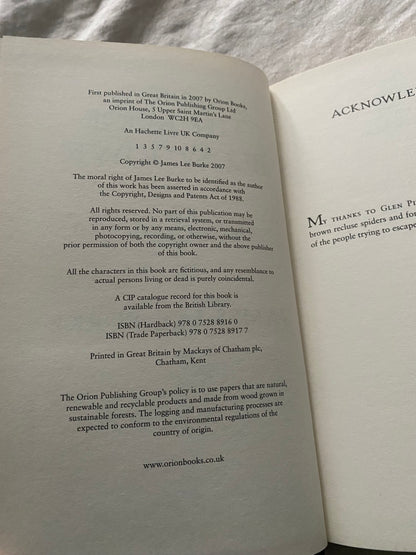 First published in Great Britain in 2007 by Orion Books,
an imprint of The Orion Publishing Group Ltd
Orion House, 5 Upper Saint Martin's Lane
London WC2H 9EA
An Hachette Livre UK Company
1 3 5 7 9 10 8 6 4 2
Copyright © James Lee Burke 2007
The moral right of James Lee Burke to be identified as the author
of this work has been asserted in accordance with
the Copyright, Designs and Patents Act of 1988.
All rights reserved. No part of this publication may be
reproduced, stored in a retrieval system, or transmitted
in any form or by any means, electronic, mechanical,
photocopying, recording, or otherwise, without the
prior permission of both the copyright owner and the above publisher
of this book.
All the characters in this book are fictitious, and any resemblance to
actual persons living or dead is purely coincidental.
A CIP catalogue record for this book is
available from the British Library.
ISBN (Hardback) 978 0 7528 8916 0
ISBN (Trade Paperback) 978 0 7528 8917 7
Printed in Great Britain by Mackays of Chatham plc,
Chatham, Kent
The Orion Publishing Group's policy is to use papers that are natural,
renewable and recyclable products and made from wood grown in
sustainable forests. The logging and manufacturing processes are
expected to conform to the environmental regulations of the
country of origin.
www.orionbooks.co.uk
ACKNOWLE
MY THANKS TO GLEN
brown recluse spiders and
of the people trying to escape